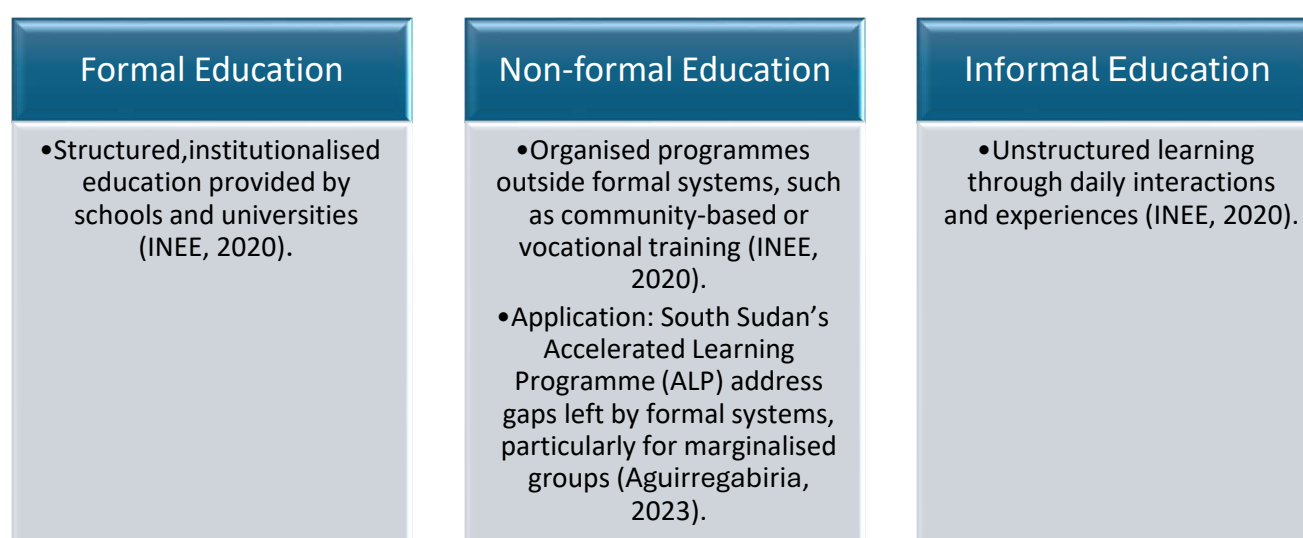 Formal Education
•Structured,institutionalised
education provided by
schools and universities
(INEE, 2020).
Non-formal Education
•Organised programmes
outside formal systems, such
as community-based or
vocational training (INEE,
2020).
•Application: South Sudan’s
Accelerated Learning
Programme (ALP) address
gaps left by formal systems,
particularly for marginalised
groups (Aguirregabiria,
2023).
Informal Education
•Unstructured learning
through daily interactions
and experiences (INEE, 2020).